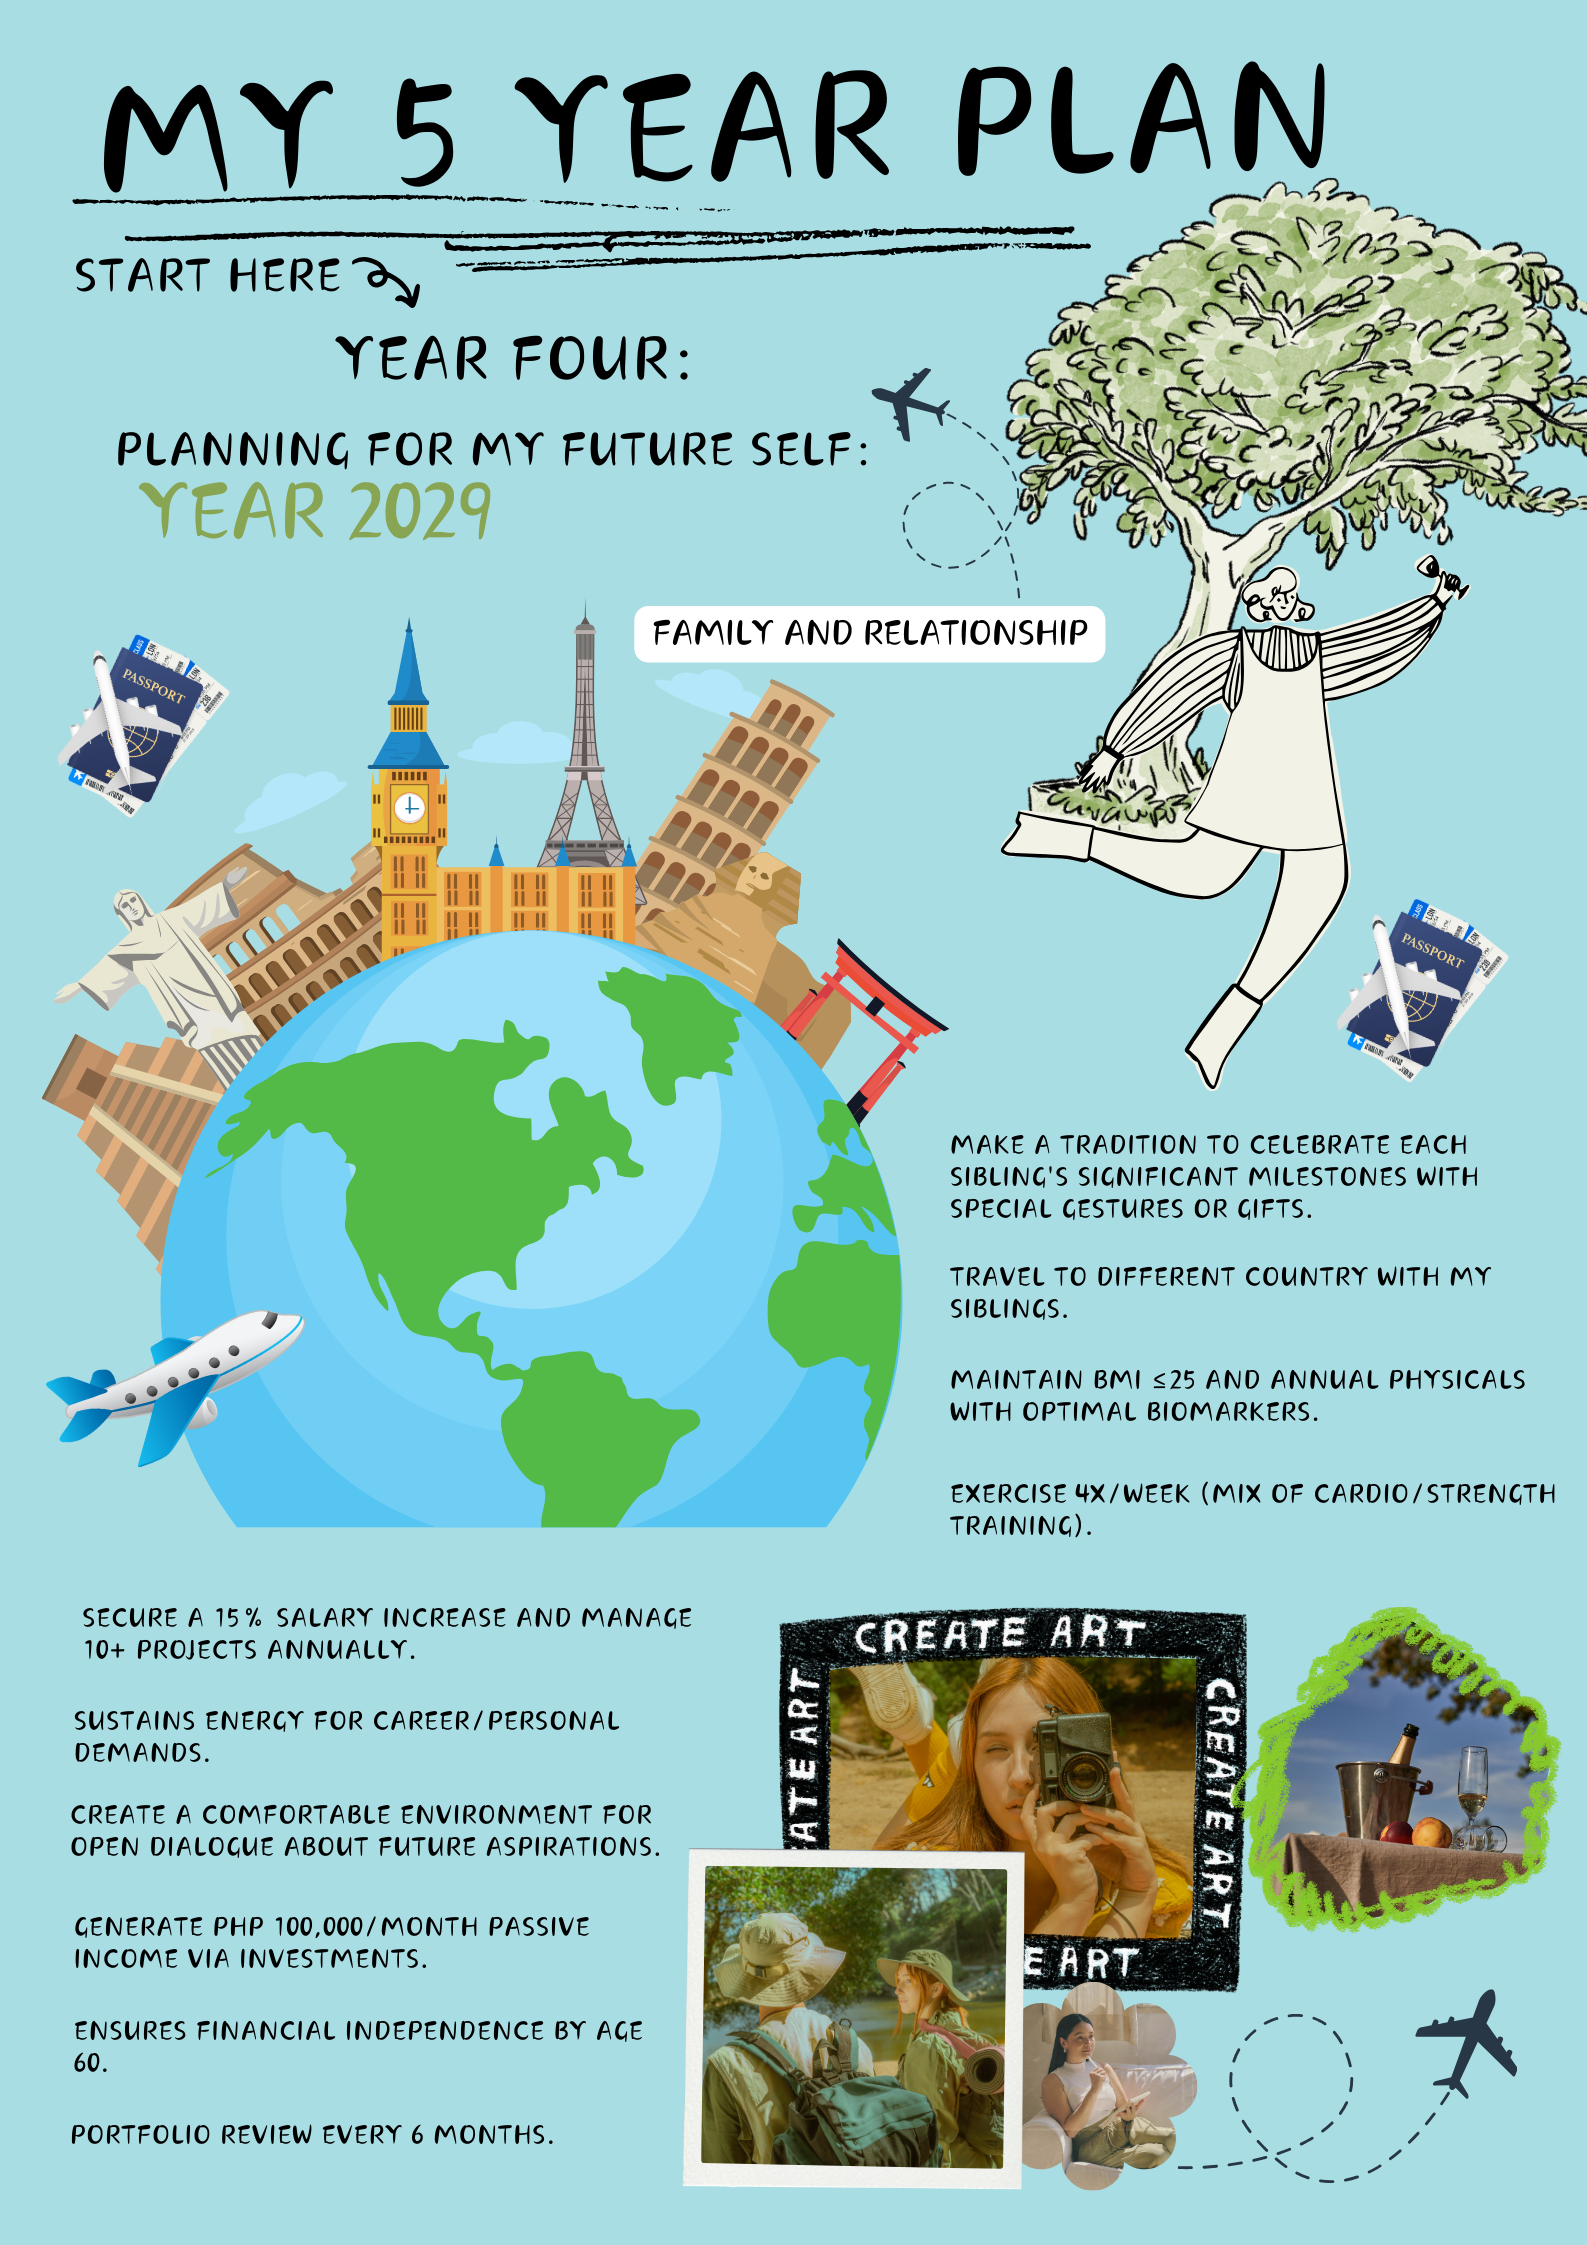 MY 5 YEAR PLAN
START HERE
YEAR FOUR:
PLANNING FOR MY FUTURE SELF:
YEAR 2029
FAMILY AND RELATIONSHIP
PASSPORT
PASSPORT
MAKE A TRADITION TO CELEBRATE EACH
SIBLING'S SIGNIFICANT MILESTONES WITH
SPECIAL GESTURES OR GIFTS.
TRAVEL TO DIFFERENT COUNTRY WITH MY
SIBLINGS.
MAINTAIN BMI ≤25 AND ANNUAL PHYSICALS
WITH OPTIMAL BIOMARKERS.
EXERCISE 4X/WEEK (MIX OF CARDIO/STRENGTH
TRAINING).
SECURE A 15% SALARY INCREASE AND MANAGE
10+ PROJECTS ANNUALLY.
SUSTAINS ENERGY FOR CAREER/PERSONAL
DEMANDS.
CREATE A COMFORTABLE ENVIRONMENT FOR
OPEN DIALOGUE ABOUT FUTURE ASPIRATIONS.
GENERATE PHP 100,000/MONTH PASSIVE
INCOME VIA INVESTMENTS.
ENSURES FINANCIAL INDEPENDENCE BY AGE
60.
PORTFOLIO REVIEW EVERY 6 MONTHS.
CREATE ART
ATE ART
CREATE ART
CREATE ART
E ART